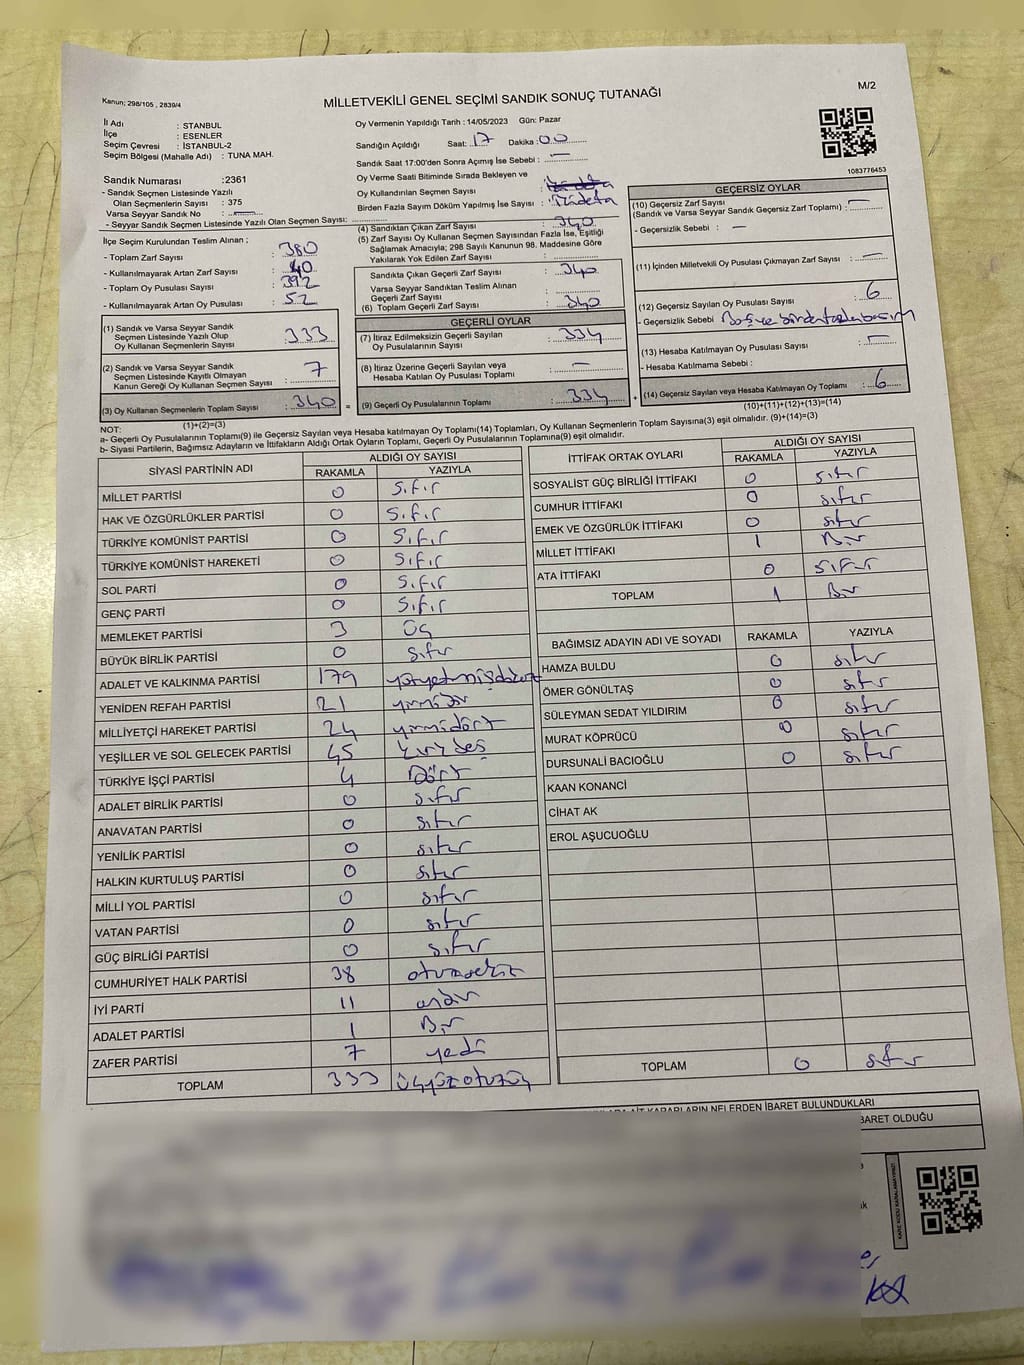 Kanun; 298/105 , 2839/4
MİLLETVEKİLİ GENEL SEÇİMİ SANDIK SONUÇ TUTANAĞI
M/2
İl Adı : STANBUL
İlçe : ESENLER
Seçim Çevresi : İSTANBUL-2
Seçim Bölgesi (Mahalle Adı) : TUNA MAH.
Oy Vermenin Yapıldığı Tarih : 14/05/2023 Gün: Pazar
Sandığın Açıldığı Saat: 17 Dakika : 00
Sandık Saat 17:00'den Sonra Açımış İse Sebebi : —
Oy Verme Saati Bitiminde Sırada Bekleyen ve
Oy Kullandırılan Seçmen Sayısı :
Birden Fazla Sayım Döküm Yapılmış İse Sayısı :
1083776453
Sandık Numarası :2361
- Sandık Seçmen Listesinde Yazılı
Olan Seçmenlerin Sayısı : 375
Varsa Seyyar Sandık No : —
- Seyyar Sandık Seçmen Listesinde Yazılı Olan Seçmen Sayısı:
İlçe Seçim Kurulundan Teslim Alınan ;
- Toplam Zarf Sayısı : 380
- Kullanılmayarak Artan Zarf Sayısı : 40
- Toplam Oy Pusulası Sayısı : 392
- Kullanılmayarak Artan Oy Pusulası : 52
(1) Sandık ve Varsa Seyyar Sandık
Seçmen Listesinde Yazılı Olup
Oy Kullanan Seçmenlerin Sayısı : 333
(2) Sandık ve Varsa Seyyar Sandık
Seçmen Listesinde Kayıtlı Olmayan
Kanun Gereği Oy Kullanan Seçmen Sayısı : 7
(3) Oy Kullanan Seçmenlerin Toplam Sayısı : 340
(1)+(2)=(3)
(4) Sandıktan Çıkan Zarf Sayısı : 340
(5) Zarf Sayısı Oy Kullanan Seçmen Sayısından Fazla İse, Eşitliği
Sağlamak Amacıyla; 298 Sayılı Kanunun 98. Maddesine Göre
Yakılarak Yok Edilen Zarf Sayısı :
Sandıkta Çıkan Geçerli Zarf Sayısı : 340
Varsa Seyyar Sandıktan Teslim Alınan
Geçerli Zarf Sayısı :
(6) Toplam Geçerli Zarf Sayısı : 340
GEÇERLİ OYLAR
(7) İtiraz Edilmeksizin Geçerli Sayılan
Oy Pusulalarının Sayısı : 334
(8) İtiraz Üzerine Geçerli Sayılan veya
Hesaba Katılan Oy Pusulası Toplamı : —
= (9) Geçerli Oy Pusulalarının Toplamı : 334 +
GEÇERSİZ OYLAR
(10) Geçersiz Zarf Sayısı
(Sandık ve Varsa Seyyar Sandık Geçersiz Zarf Toplamı) : —
- Geçersizlik Sebebi : —
(11) İçinden Milletvekili Oy Pusulası Çıkmayan Zarf Sayısı : —
(12) Geçersiz Sayılan Oy Pusulası Sayısı : 6
- Geçersizlik Sebebi
(13) Hesaba Katılmayan Oy Pusulası Sayısı : —
- Hesaba Katılmama Sebebi :
(14) Geçersiz Sayılan veya Hesaba Katılmayan Oy Toplamı : 6
(10)+(11)+(12)+(13)=(14)
NOT:
a- Geçerli Oy Pusulalarının Toplamı(9) ile Geçersiz Sayılan veya Hesaba katılmayan Oy Toplamı(14) Toplamları, Oy Kullanan Seçmenlerin Toplam Sayısına(3) eşit olmalıdır. (9)+(14)=(3)
b- Siyasi Partilerin, Bağımsız Adayların ve İttifakların Aldığı Ortak Oyların Toplamı, Geçerli Oy Pusulalarının Toplamına(9) eşit olmalıdır.
SİYASİ PARTİNİN ADI ALDIĞI OY SAYISI
RAKAMLA YAZIYLA
MİLLET PARTİSİ 0 Sıfır
HAK VE ÖZGÜRLÜKLER PARTİSİ 0 Sıfır
TÜRKİYE KOMÜNİST PARTİSİ 0 Sıfır
TÜRKİYE KOMÜNİST HAREKETİ 0 Sıfır
SOL PARTİ 0 Sıfır
GENÇ PARTİ 0 Sıfır
MEMLEKET PARTİSİ 3 Üç
BÜYÜK BİRLİK PARTİSİ 0 sıfır
ADALET VE KALKINMA PARTİSİ 179 yüzyetmişdokuz
YENİDEN REFAH PARTİSİ 21 yirmibir
MİLLİYETÇİ HAREKET PARTİSİ 24 yirmidört
YEŞİLLER VE SOL GELECEK PARTİSİ 45 kırkbeş
TÜRKİYE İŞÇİ PARTİSİ 4 Dört
ADALET BİRLİK PARTİSİ 0 sıfır
ANAVATAN PARTİSİ 0 sıfır
YENİLİK PARTİSİ 0 sıfır
HALKIN KURTULUŞ PARTİSİ 0 sıfır
MİLLİ YOL PARTİSİ 0 sıfır
VATAN PARTİSİ 0 sıfır
GÜÇ BİRLİĞİ PARTİSİ 0 sıfır
CUMHURİYET HALK PARTİSİ 38 otuzsekiz
İYİ PARTİ 11 onbir
ADALET PARTİSİ 1 Bir
ZAFER PARTİSİ 7 yedi
TOPLAM 333 üçyüzotuzüç
İTTİFAK ORTAK OYLARI ALDIĞI OY SAYISI
RAKAMLA YAZIYLA
SOSYALİST GÜÇ BİRLİĞİ İTTİFAKI 0 sıfır
CUMHUR İTTİFAKI 0 sıfır
EMEK VE ÖZGÜRLÜK İTTİFAKI 0 sıfır
MİLLET İTTİFAKI 1 Bir
ATA İTTİFAKI 0 sıfır
TOPLAM 1 Bir
BAĞIMSIZ ADAYIN ADI VE SOYADI RAKAMLA YAZIYLA
HAMZA BULDU 0 sıfır
ÖMER GÖNÜLTAŞ 0 sıfır
SÜLEYMAN SEDAT YILDIRIM 0 sıfır
MURAT KÖPRÜCÜ 0 sıfır
DURSUNALİ BACIOĞLU 0 sıfır
KAAN KONANCİ
CİHAT AK
EROL AŞUCUOĞLU
TOPLAM 0 sıfır
KARARLARIN NELERDEN İBARET BULUNDUKLARI
BARET OLDUĞU